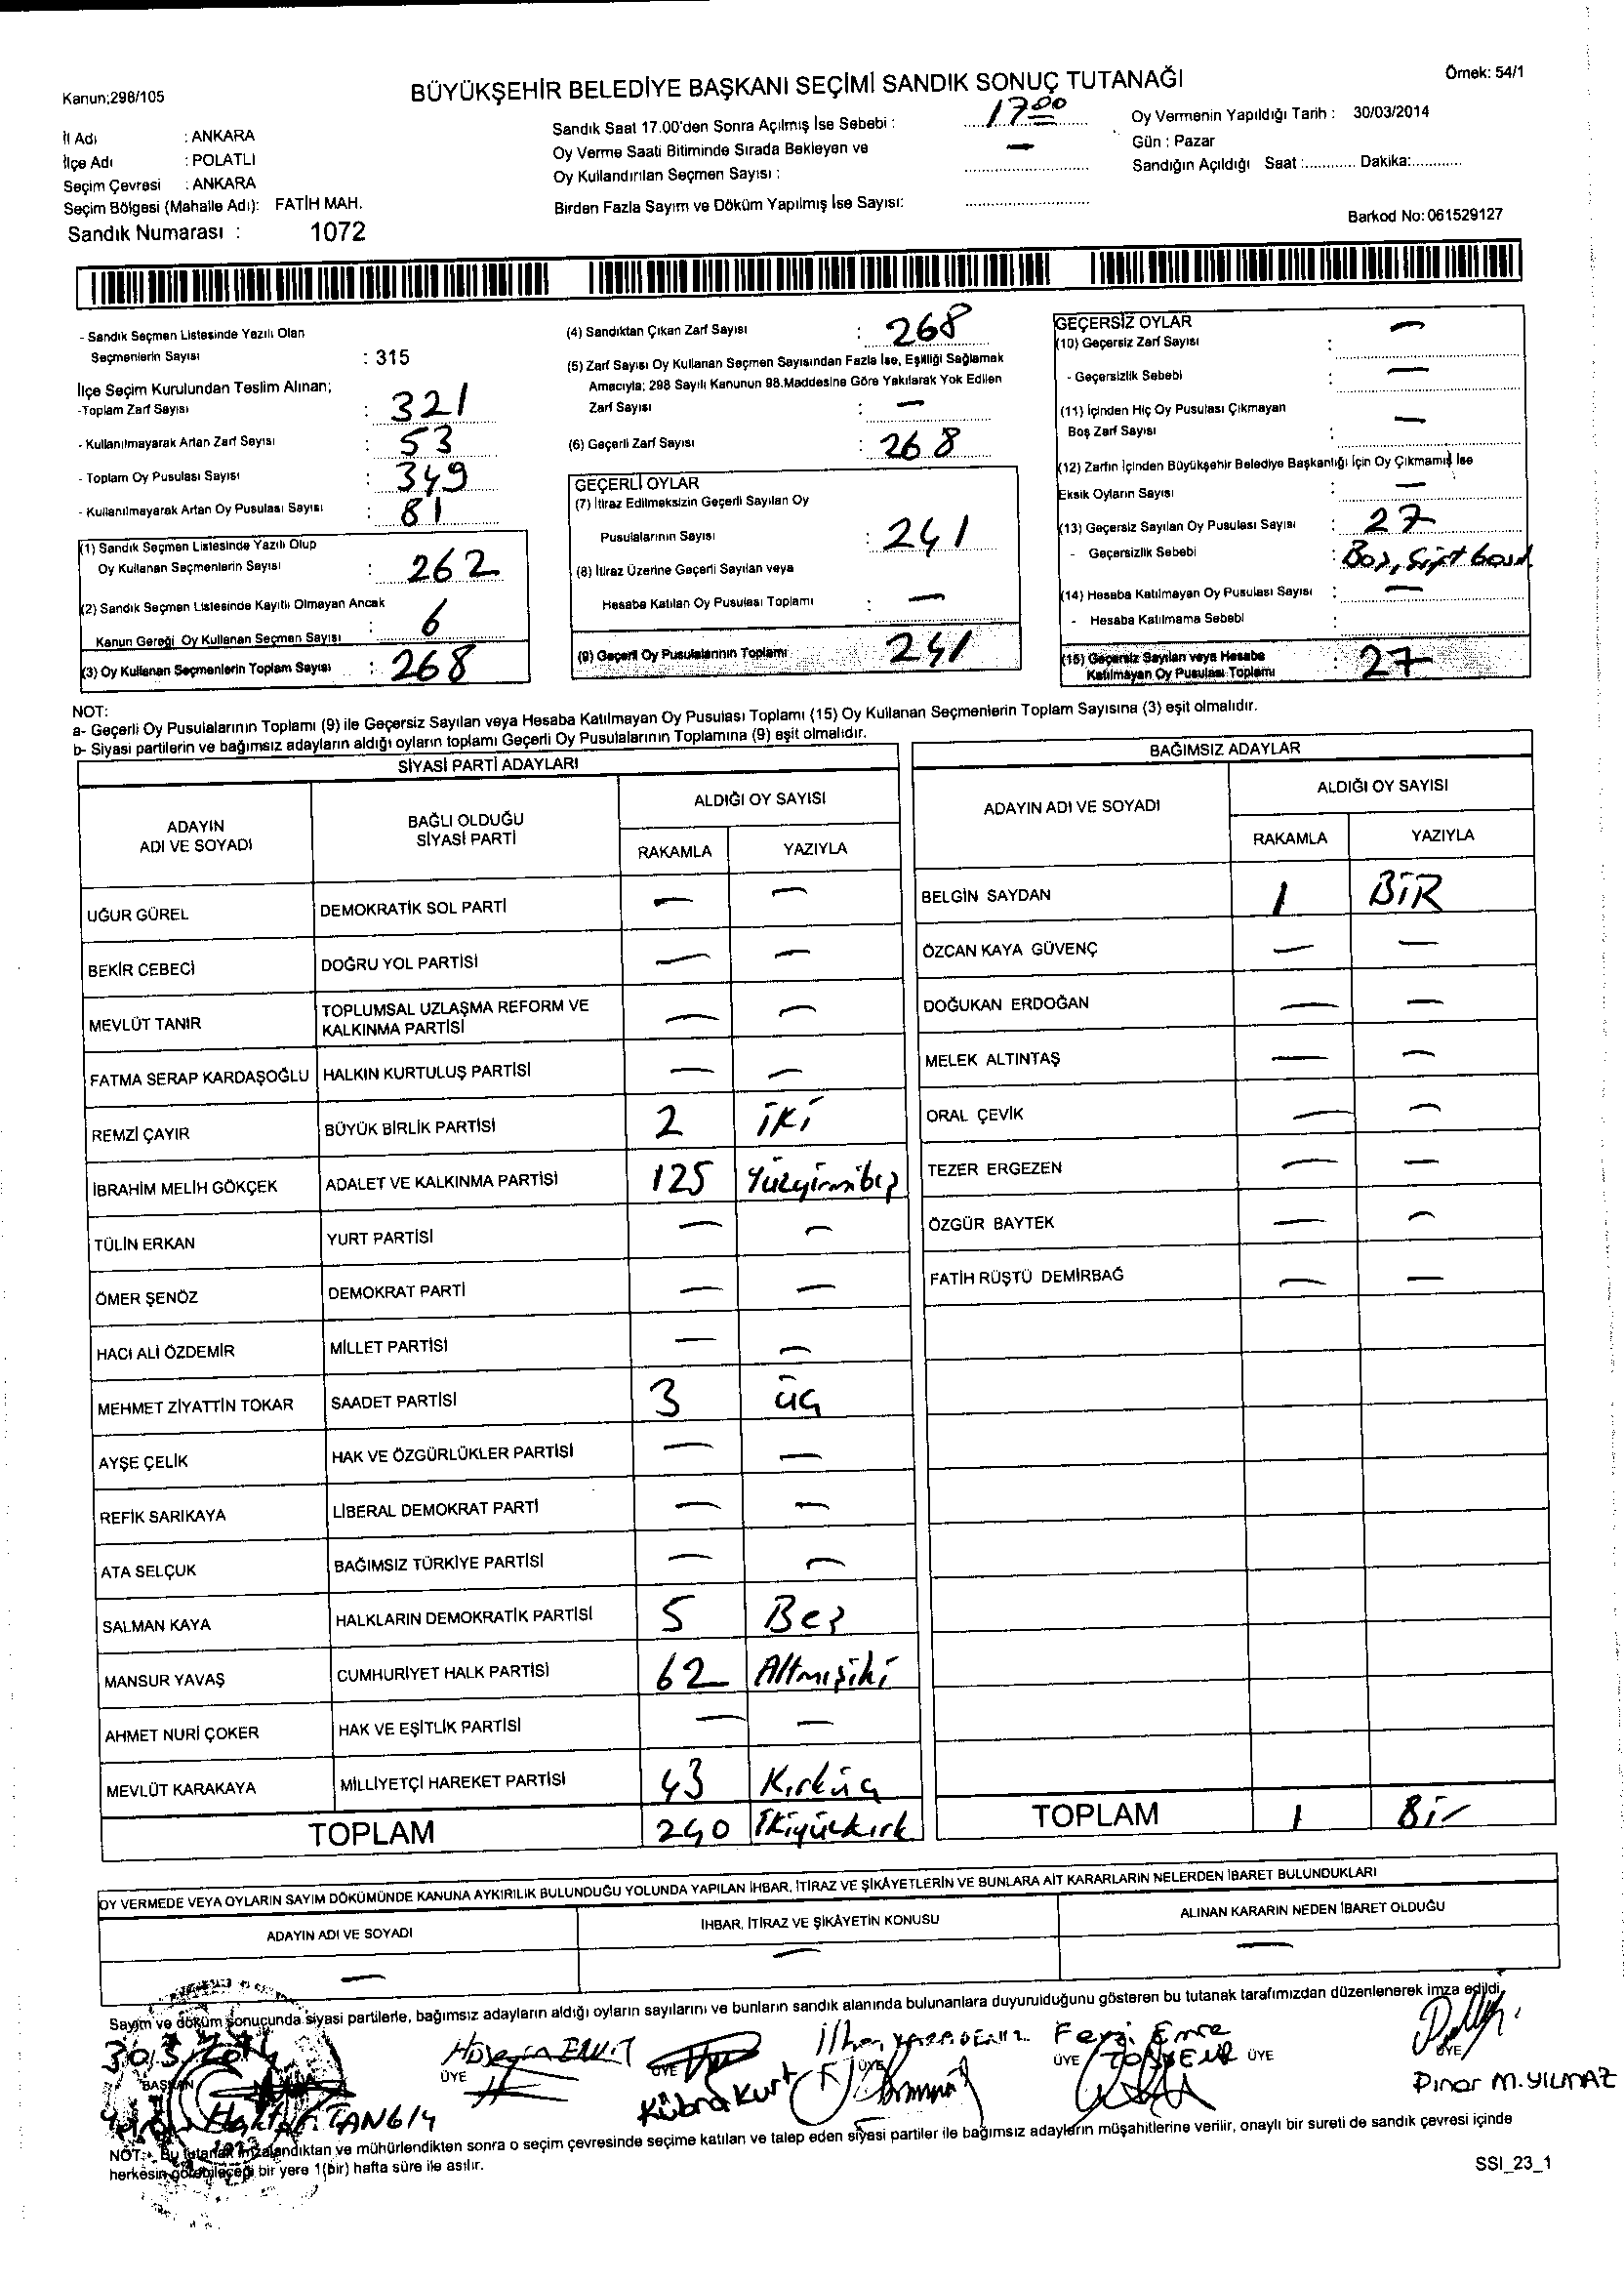 Kanun;298/105
BÜYÜKŞEHİR BELEDİYE BAŞKANI SEÇİMİ SANDIK SONUÇ TUTANAĞI
Örnek: 54/1
İl Adı : ANKARA
İlçe Adı : POLATLI
Seçim Çevresi : ANKARA
Seçim Bölgesi (Mahalle Adı): FATİH MAH.
Sandık Numarası : 1072
Sandık Saat 17.00'den Sonra Açılmış İse Sebebi : 17 00
Oy Verme Saati Bitiminde Sırada Bekleyen ve
Oy Kullandırılan Seçmen Sayısı : —
Birden Fazla Sayım ve Döküm Yapılmış İse Sayısı:
Oy Vermenin Yapıldığı Tarih : 30/03/2014
Gün : Pazar
Sandığın Açıldığı Saat :............ Dakika:............
Barkod No: 061529127
- Sandık Seçmen Listesinde Yazılı Olan
Seçmenlerin Sayısı : 315
İlçe Seçim Kurulundan Teslim Alınan;
-Toplam Zarf Sayısı : 321
- Kullanılmayarak Artan Zarf Sayısı : 53
- Toplam Oy Pusulası Sayısı : 349
- Kullanılmayarak Artan Oy Pusulası Sayısı : 81
(1) Sandık Seçmen Listesinde Yazılı Olup
Oy Kullanan Seçmenlerin Sayısı : 262
(2) Sandık Seçmen Listesinde Kayıtlı Olmayan Ancak
Kanun Gereği Oy Kullanan Seçmen Sayısı : 6
(3) Oy Kullanan Seçmenlerin Toplam Sayısı : 268
(4) Sandıktan Çıkan Zarf Sayısı : 268
(5) Zarf Sayısı Oy Kullanan Seçmen Sayısından Fazla İse, Eşitliği Sağlamak
Amacıyla; 298 Sayılı Kanunun 98.Maddesine Göre Yakılarak Yok Edilen
Zarf Sayısı : —
(6) Geçerli Zarf Sayısı : 268
GEÇERLİ OYLAR
(7) İtiraz Edilmeksizin Geçerli Sayılan Oy
Pusulalarının Sayısı : 241
(8) İtiraz Üzerine Geçerli Sayılan veya
Hesaba Katılan Oy Pusulası Toplamı : —
(9) Geçerli Oy Pusulalarının Toplamı 241
GEÇERSİZ OYLAR
(10) Geçersiz Zarf Sayısı : —
- Geçersizlik Sebebi : —
(11) İçinden Hiç Oy Pusulası Çıkmayan
Boş Zarf Sayısı : —
(12) Zarfın İçinden Büyükşehir Belediye Başkanlığı İçin Oy Çıkmamış İse
Eksik Oyların Sayısı : —
(13) Geçersiz Sayılan Oy Pusulası Sayısı : 27
- Geçersizlik Sebebi : Boş,
(14) Hesaba Katılmayan Oy Pusulası Sayısı : —
- Hesaba Katılmama Sebebi :
(15) Geçersiz Sayılan veya Hesaba
Katılmayan Oy Pusulası Toplamı : 27
NOT:
a- Geçerli Oy Pusulalarının Toplamı (9) ile Geçersiz Sayılan veya Hesaba Katılmayan Oy Pusulası Toplamı (15) Oy Kullanan Seçmenlerin Toplam Sayısına (3) eşit olmalıdır.
b- Siyasi partilerin ve bağımsız adayların aldığı oyların toplamı Geçerli Oy Pusulalarının Toplamına (9) eşit olmalıdır.
SİYASİ PARTİ ADAYLARI
ADAYIN ADI VE SOYADI BAĞLI OLDUĞU SİYASİ PARTİ ALDIĞI OY SAYISI
RAKAMLA YAZIYLA
UĞUR GÜREL DEMOKRATİK SOL PARTİ — —
BEKİR CEBECİ DOĞRU YOL PARTİSİ — —
MEVLÜT TANIR TOPLUMSAL UZLAŞMA REFORM VE KALKINMA PARTİSİ — —
FATMA SERAP KARDAŞOĞLU HALKIN KURTULUŞ PARTİSİ — —
REMZİ ÇAYIR BÜYÜK BİRLİK PARTİSİ 2 İKİ
İBRAHİM MELİH GÖKÇEK ADALET VE KALKINMA PARTİSİ 125 Yüzyirmibeş
TÜLİN ERKAN YURT PARTİSİ — —
ÖMER ŞENÖZ DEMOKRAT PARTİ — —
HACI ALİ ÖZDEMİR MİLLET PARTİSİ — —
MEHMET ZİYATTİN TOKAR SAADET PARTİSİ 3 üç
AYŞE ÇELİK HAK VE ÖZGÜRLÜKLER PARTİSİ — —
REFİK SARIKAYA LİBERAL DEMOKRAT PARTİ — —
ATA SELÇUK BAĞIMSIZ TÜRKİYE PARTİSİ — —
SALMAN KAYA HALKLARIN DEMOKRATİK PARTİSİ 5 Beş
MANSUR YAVAŞ CUMHURİYET HALK PARTİSİ 62 Altmışiki
AHMET NURİ ÇOKER HAK VE EŞİTLİK PARTİSİ — —
MEVLÜT KARAKAYA MİLLİYETÇİ HAREKET PARTİSİ 43 Kırküç
TOPLAM 240 İkiyüzkırk
BAĞIMSIZ ADAYLAR
ADAYIN ADI VE SOYADI ALDIĞI OY SAYISI
RAKAMLA YAZIYLA
BELGİN SAYDAN 1 BİR
ÖZCAN KAYA GÜVENÇ — —
DOĞUKAN ERDOĞAN — —
MELEK ALTINTAŞ — —
ORAL ÇEVİK — —
TEZER ERGEZEN — —
ÖZGÜR BAYTEK — —
FATİH RÜŞTÜ DEMİRBAĞ — —
TOPLAM 1 Bir
OY VERMEDE VEYA OYLARIN SAYIM DÖKÜMÜNDE KANUNA AYKIRILIK BULUNDUĞU YOLUNDA YAPILAN İHBAR, İTİRAZ VE ŞİKAYETLERİN VE BUNLARA AİT KARARLARIN NELERDEN İBARET BULUNDUKLARI
ADAYIN ADI VE SOYADI İHBAR, İTİRAZ VE ŞİKAYETİN KONUSU ALINAN KARARIN NEDEN İBARET OLDUĞU
— — —
Sayım ve döküm sonucunda siyasi partilerle, bağımsız adayların aldığı oyların sayılarını ve bunların sandık alanında bulunanlara duyurulduğunu gösteren bu tutanak tarafımızdan düzenlenerek imza edildi.
30/3/2014
BAŞKAN ÜYE ÜYE ÜYE ÜYE ÜYE ÜYE
Kübra Kurt
Feyzi Emre
Pınar M. YILMAZ
NOT: Bu tutanak imzalandıktan ve mühürlendikten sonra o seçim çevresinde seçime katılan ve talep eden siyasi partiler ile bağımsız adayların müşahitlerine verilir, onaylı bir sureti de sandık çevresi içinde
herkesin görebileceği bir yere 1(bir) hafta süre ile asılır.
SSI_23_1